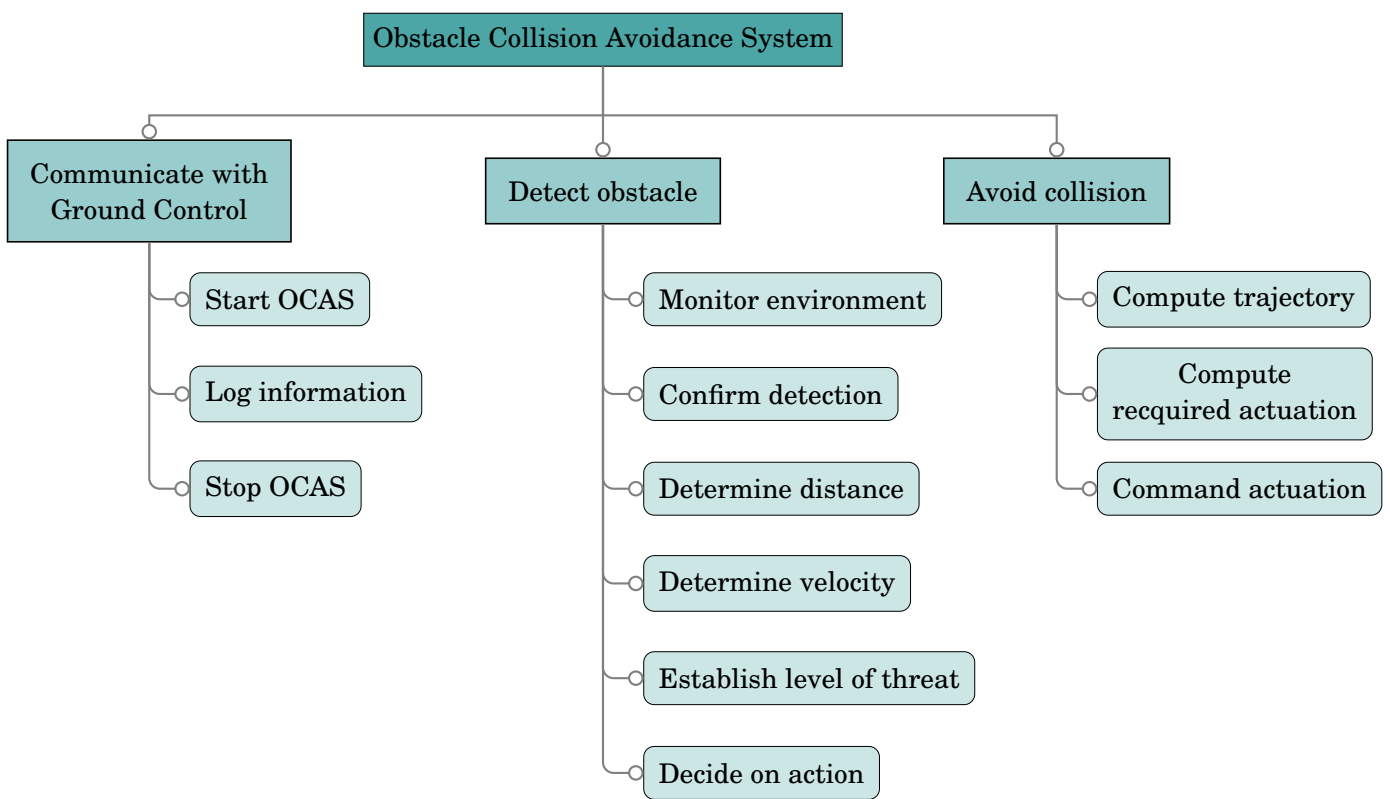 Obstacle Collision Avoidance System
Communicate with
Ground Control
Start OCAS
Log information
Stop OCAS
Detect obstacle
Monitor environment
Confirm detection
Determine distance
Determine velocity
Establish level of threat
Decide on action
Avoid collision
Compute trajectory
Compute
recquired actuation
Command actuation